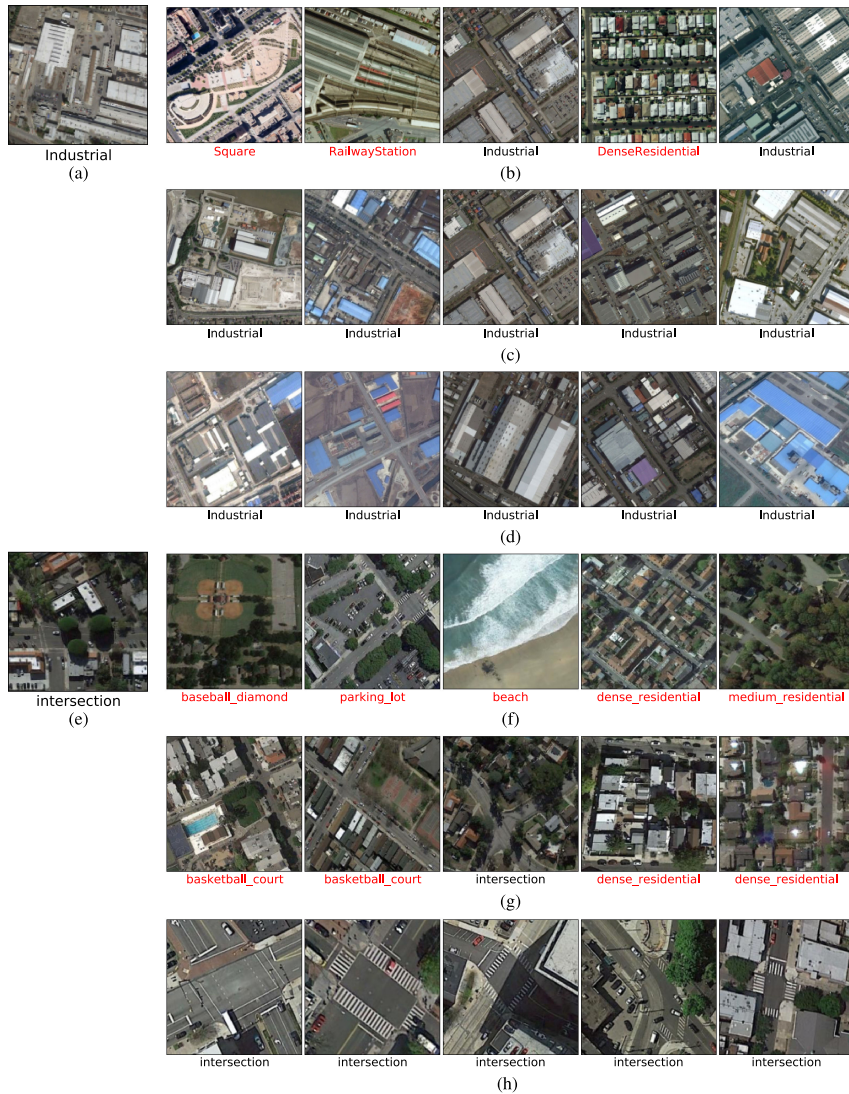 Industrial
(a)
Square RailwayStation Industrial DenseResidential Industrial
(b)
Industrial Industrial Industrial Industrial Industrial
(c)
Industrial Industrial Industrial Industrial Industrial
(d)
intersection
(e)
baseball_diamond parking_lot beach dense_residential medium_residential
(f)
basketball_court basketball_court intersection dense_residential dense_residential
(g)
intersection intersection intersection intersection intersection
(h)